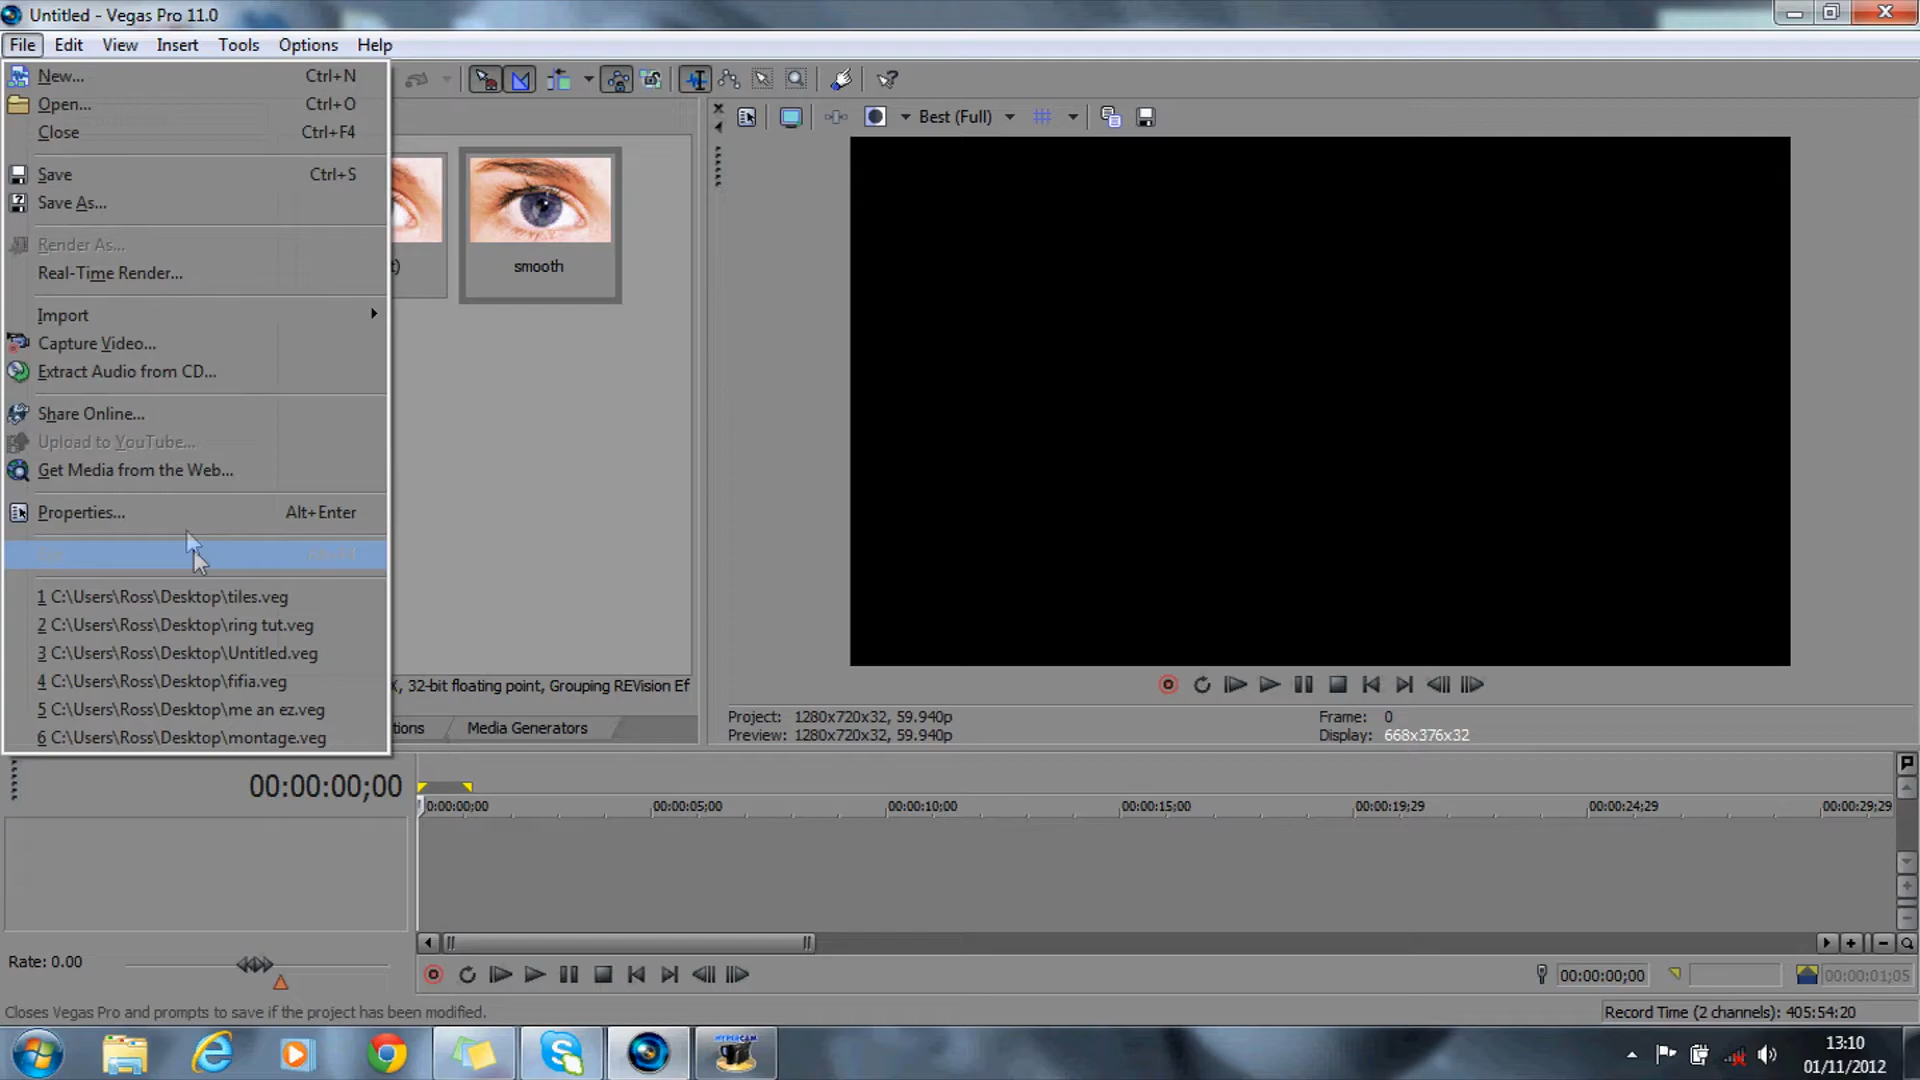 Untitled - Vegas Pro 11.0
File Edit View Insert Tools Options Help
New... Ctrl+N
Open... Ctrl+O
Close Ctrl+F4
Save Ctrl+S
Save As...
Render As...
Real-Time Render...
Import
Capture Video...
Extract Audio from CD...
Share Online...
Upload to YouTube...
Get Media from the Web...
Properties... Alt+Enter
1 C:\Users\Ross\Desktop\tiles.veg
2 C:\Users\Ross\Desktop\ring tut.veg
3 C:\Users\Ross\Desktop\Untitled.veg
4 C:\Users\Ross\Desktop\fifia.veg
5 C:\Users\Ross\Desktop\me an ez.veg
6 C:\Users\Ross\Desktop\montage.veg
t) smooth
X, 32-bit floating point, Grouping REVision Ef
tions Media Generators
Best (Full)
Project: 1280x720x32, 59.940p
Preview: 1280x720x32, 59.940p
Frame: 0
Display: 668x376x32
00:00:00;00
0:00:00;00 00:00:05;00 00:00:10;00 00:00:15;00 00:00:19;29 00:00:24;29 00:00:29;29
Rate: 0.00
00:00:00;00 00:00:01;05
Closes Vegas Pro and prompts to save if the project has been modified.
Record Time (2 channels): 405:54:20
HYPERCAM
13:10
01/11/2012